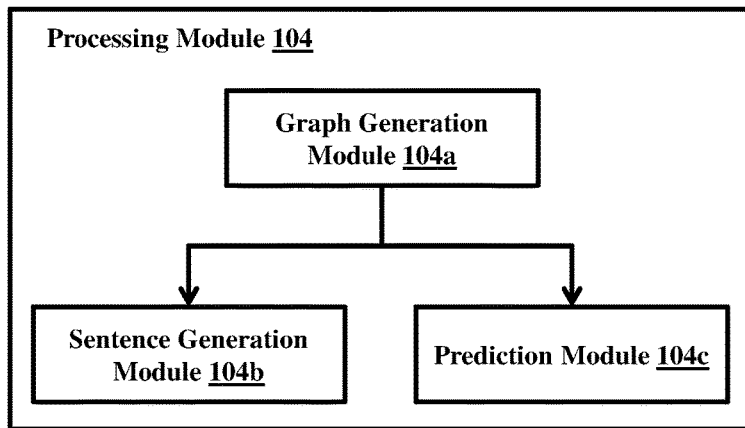 Processing Module 104
Graph Generation
Module 104a
Sentence Generation
Module 104b
Prediction Module 104c